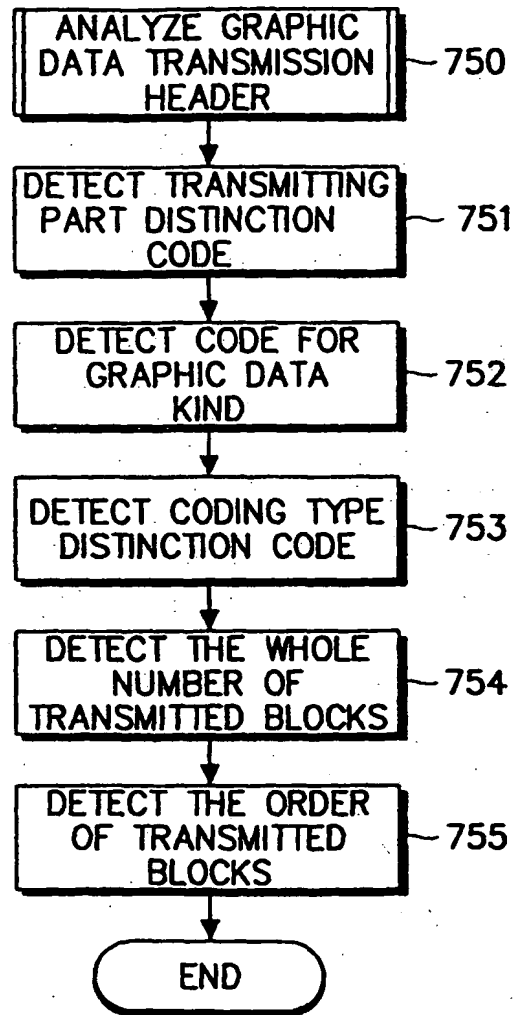 ANALYZE GRAPHIC
DATA TRANSMISSION
HEADER
750
DETECT TRANSMITTING
PART DISTINCTION
CODE
751
DETECT CODE FOR
GRAPHIC DATA
KIND
752
DETECT CODING TYPE
DISTINCTION CODE
753
DETECT THE WHOLE
NUMBER OF
TRANSMITTED BLOCKS
754
DETECT THE ORDER
OF TRANSMITTED
BLOCKS
755
END